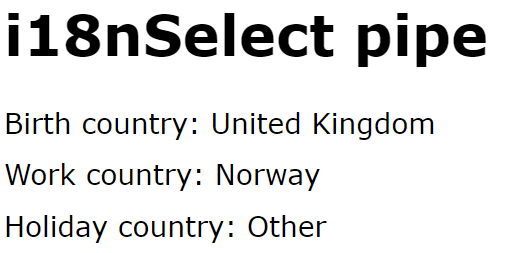 i18nSelect pipe
Birth country: United Kingdom
Work country: Norway
Holiday country: Other